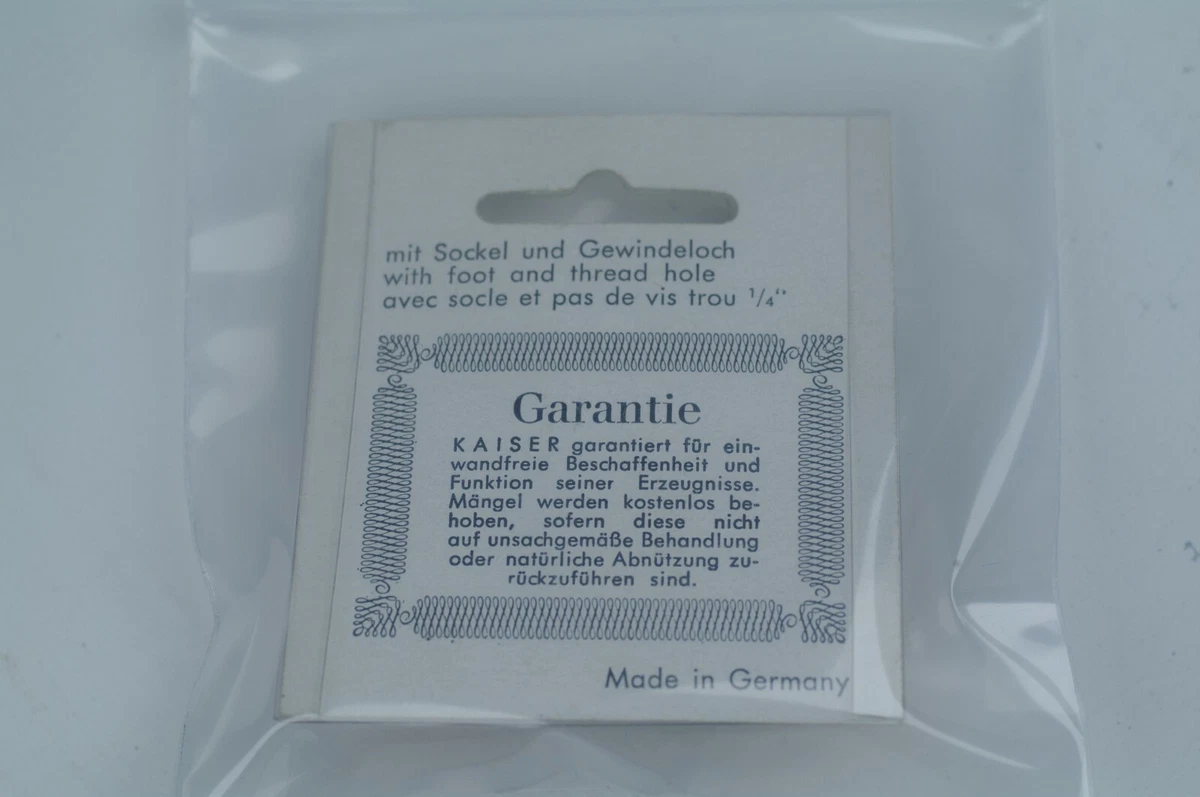 mit Sockel und Gewindeloch
with foot and thread hole
avec socle et pas de vis trou ¹/₄“
Garantie
KAISER garantiert für ein-
wandfreie Beschaffenheit und
Funktion seiner Erzeugnisse.
Mängel werden kostenlos be-
hoben, sofern diese nicht
auf unsachgemäße Behandlung
oder natürliche Abnützung zu-
rückzuführen sind.
Made in Germany